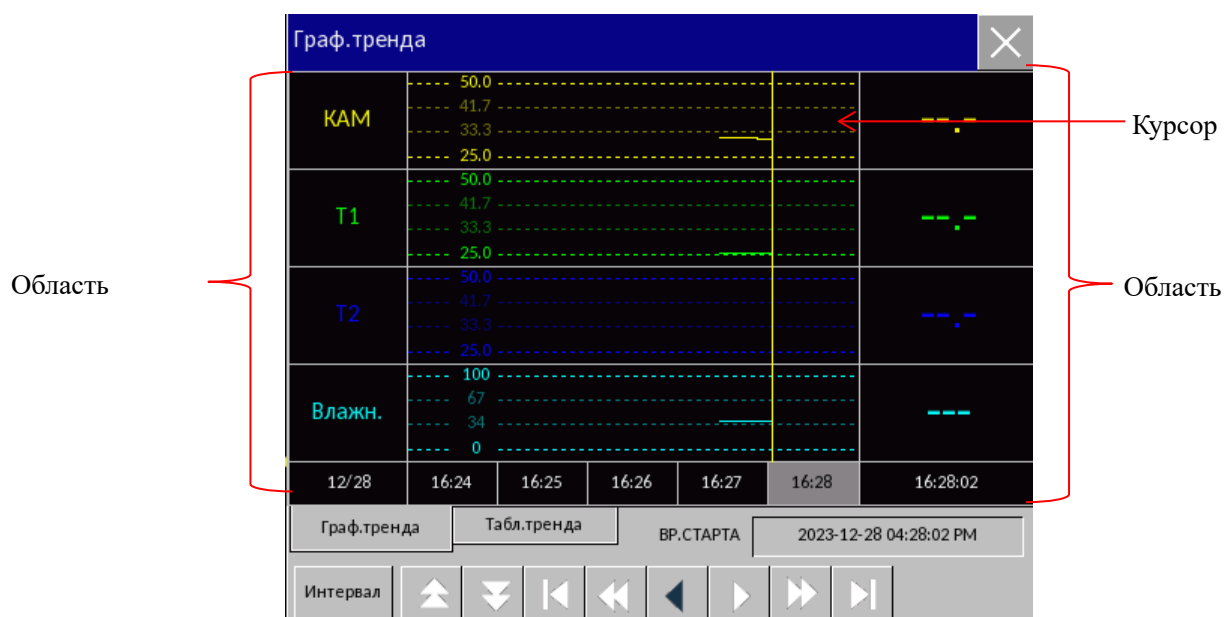 Граф.тренда
50.0
41.7
КАМ
33.3
Курсор
25.0
50.0
41.7
T1
33.3
25.0
Область
Область
50.0
41.7
T2
33.3
25.0
100
67
Влажн.
34
0
12/28 16:24 16:25 16:26 16:27 16:28 16:28:02
Граф.тренда Табл.тренда ВР.СТАРТА 2023-12-28 04:28:02 PM
Интервал